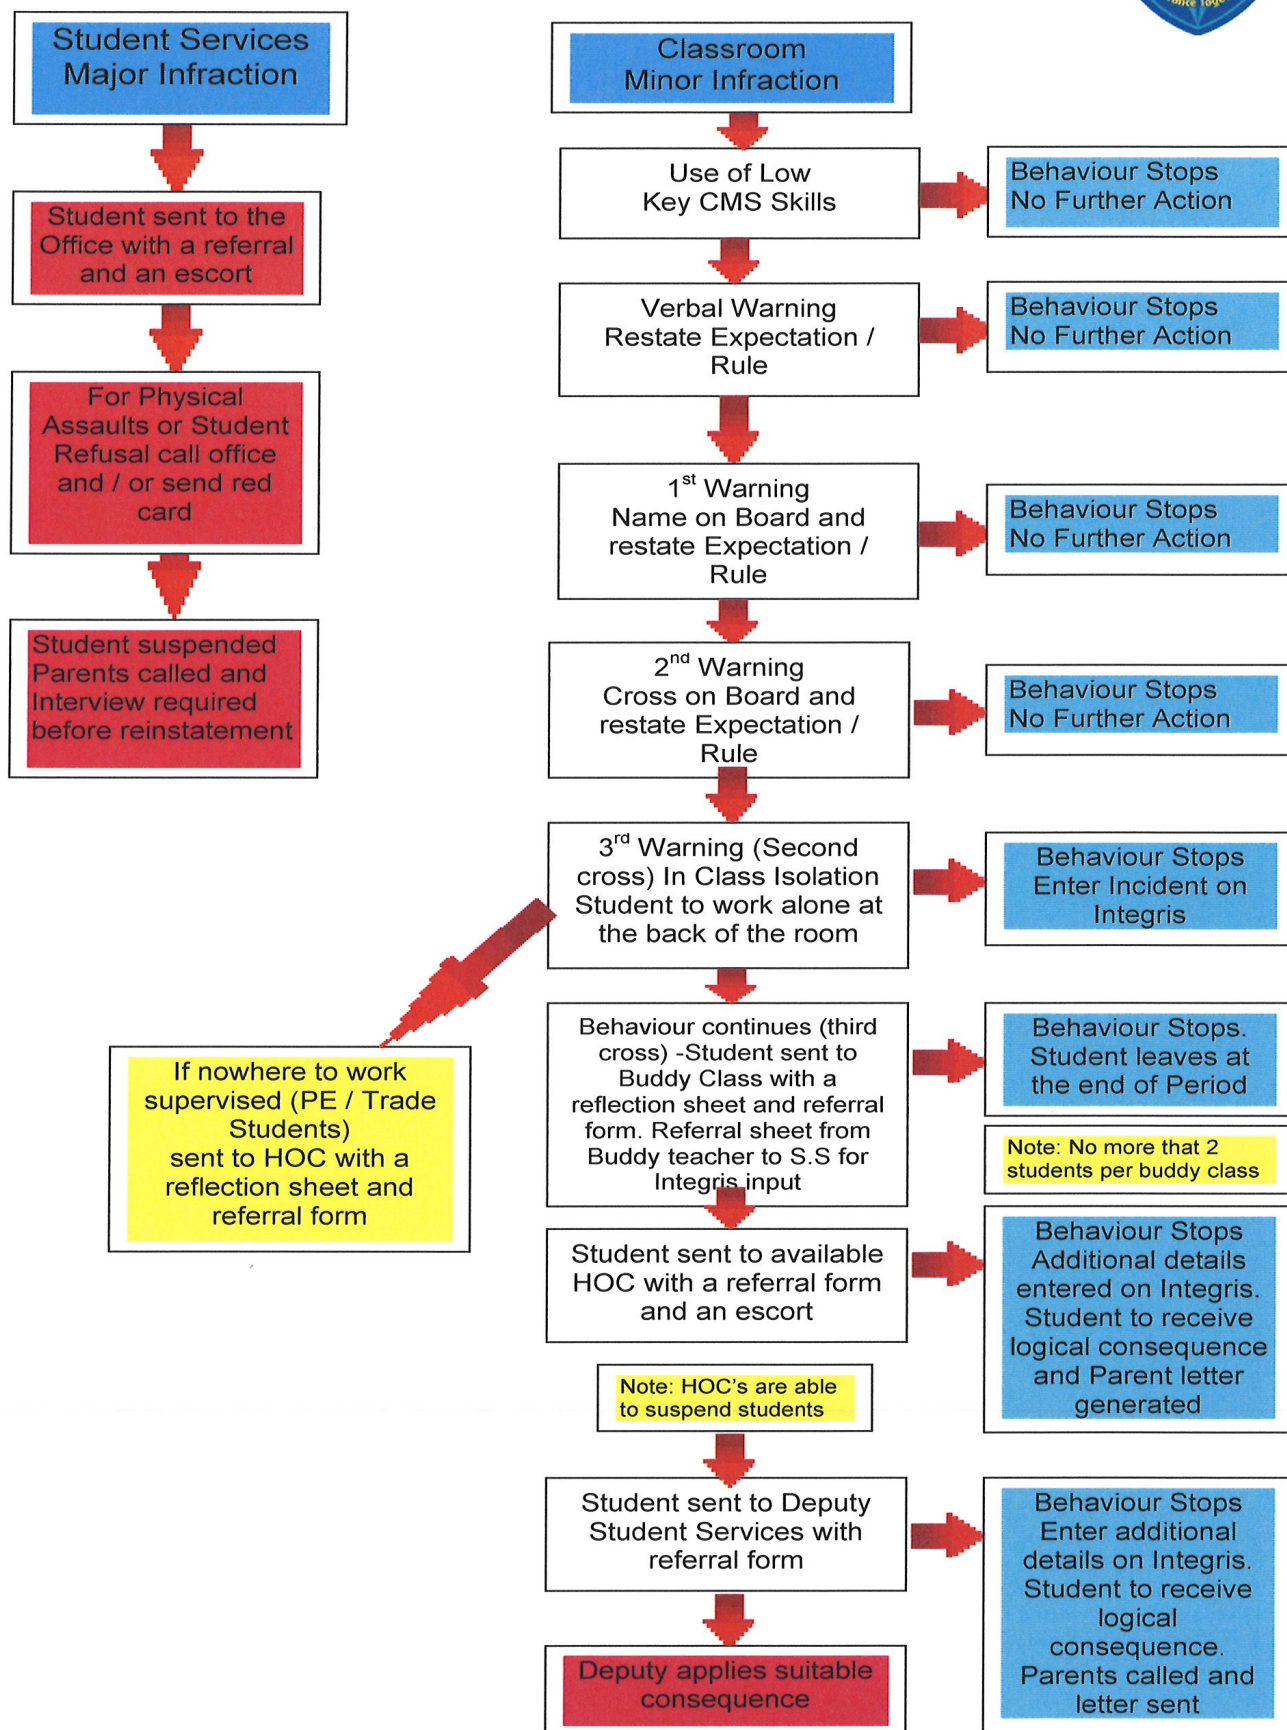 Student Services
Major Infraction
Student sent to the
Office with a referral
and an escort
For Physical
Assaults or Student
Refusal call office
and / or send red
card
Student suspended
Parents called and
Interview required
before reinstatement
Classroom
Minor Infraction
Use of Low
Key CMS Skills
Behaviour Stops
No Further Action
Verbal Warning
Restate Expectation /
Rule
Behaviour Stops
No Further Action
1st Warning
Name on Board and
restate Expectation /
Rule
Behaviour Stops
No Further Action
2nd Warning
Cross on Board and
restate Expectation /
Rule
Behaviour Stops
No Further Action
3rd Warning (Second
cross) In Class Isolation
Student to work alone at
the back of the room
Behaviour Stops
Enter Incident on
Integris
If nowhere to work
supervised (PE / Trade
Students)
sent to HOC with a
reflection sheet and
referral form
Behaviour continues (third
cross) -Student sent to
Buddy Class with a
reflection sheet and referral
form. Referral sheet from
Buddy teacher to S.S for
Integris input
Behaviour Stops.
Student leaves at
the end of Period
Note: No more that 2
students per buddy class
Student sent to available
HOC with a referral form
and an escort
Behaviour Stops
Additional details
entered on Integris.
Student to receive
logical consequence
and Parent letter
generated
Note: HOC's are able
to suspend students
Student sent to Deputy
Student Services with
referral form
Behaviour Stops
Enter additional
details on Integris.
Student to receive
logical
consequence.
Parents called and
letter sent
Deputy applies suitable
consequence